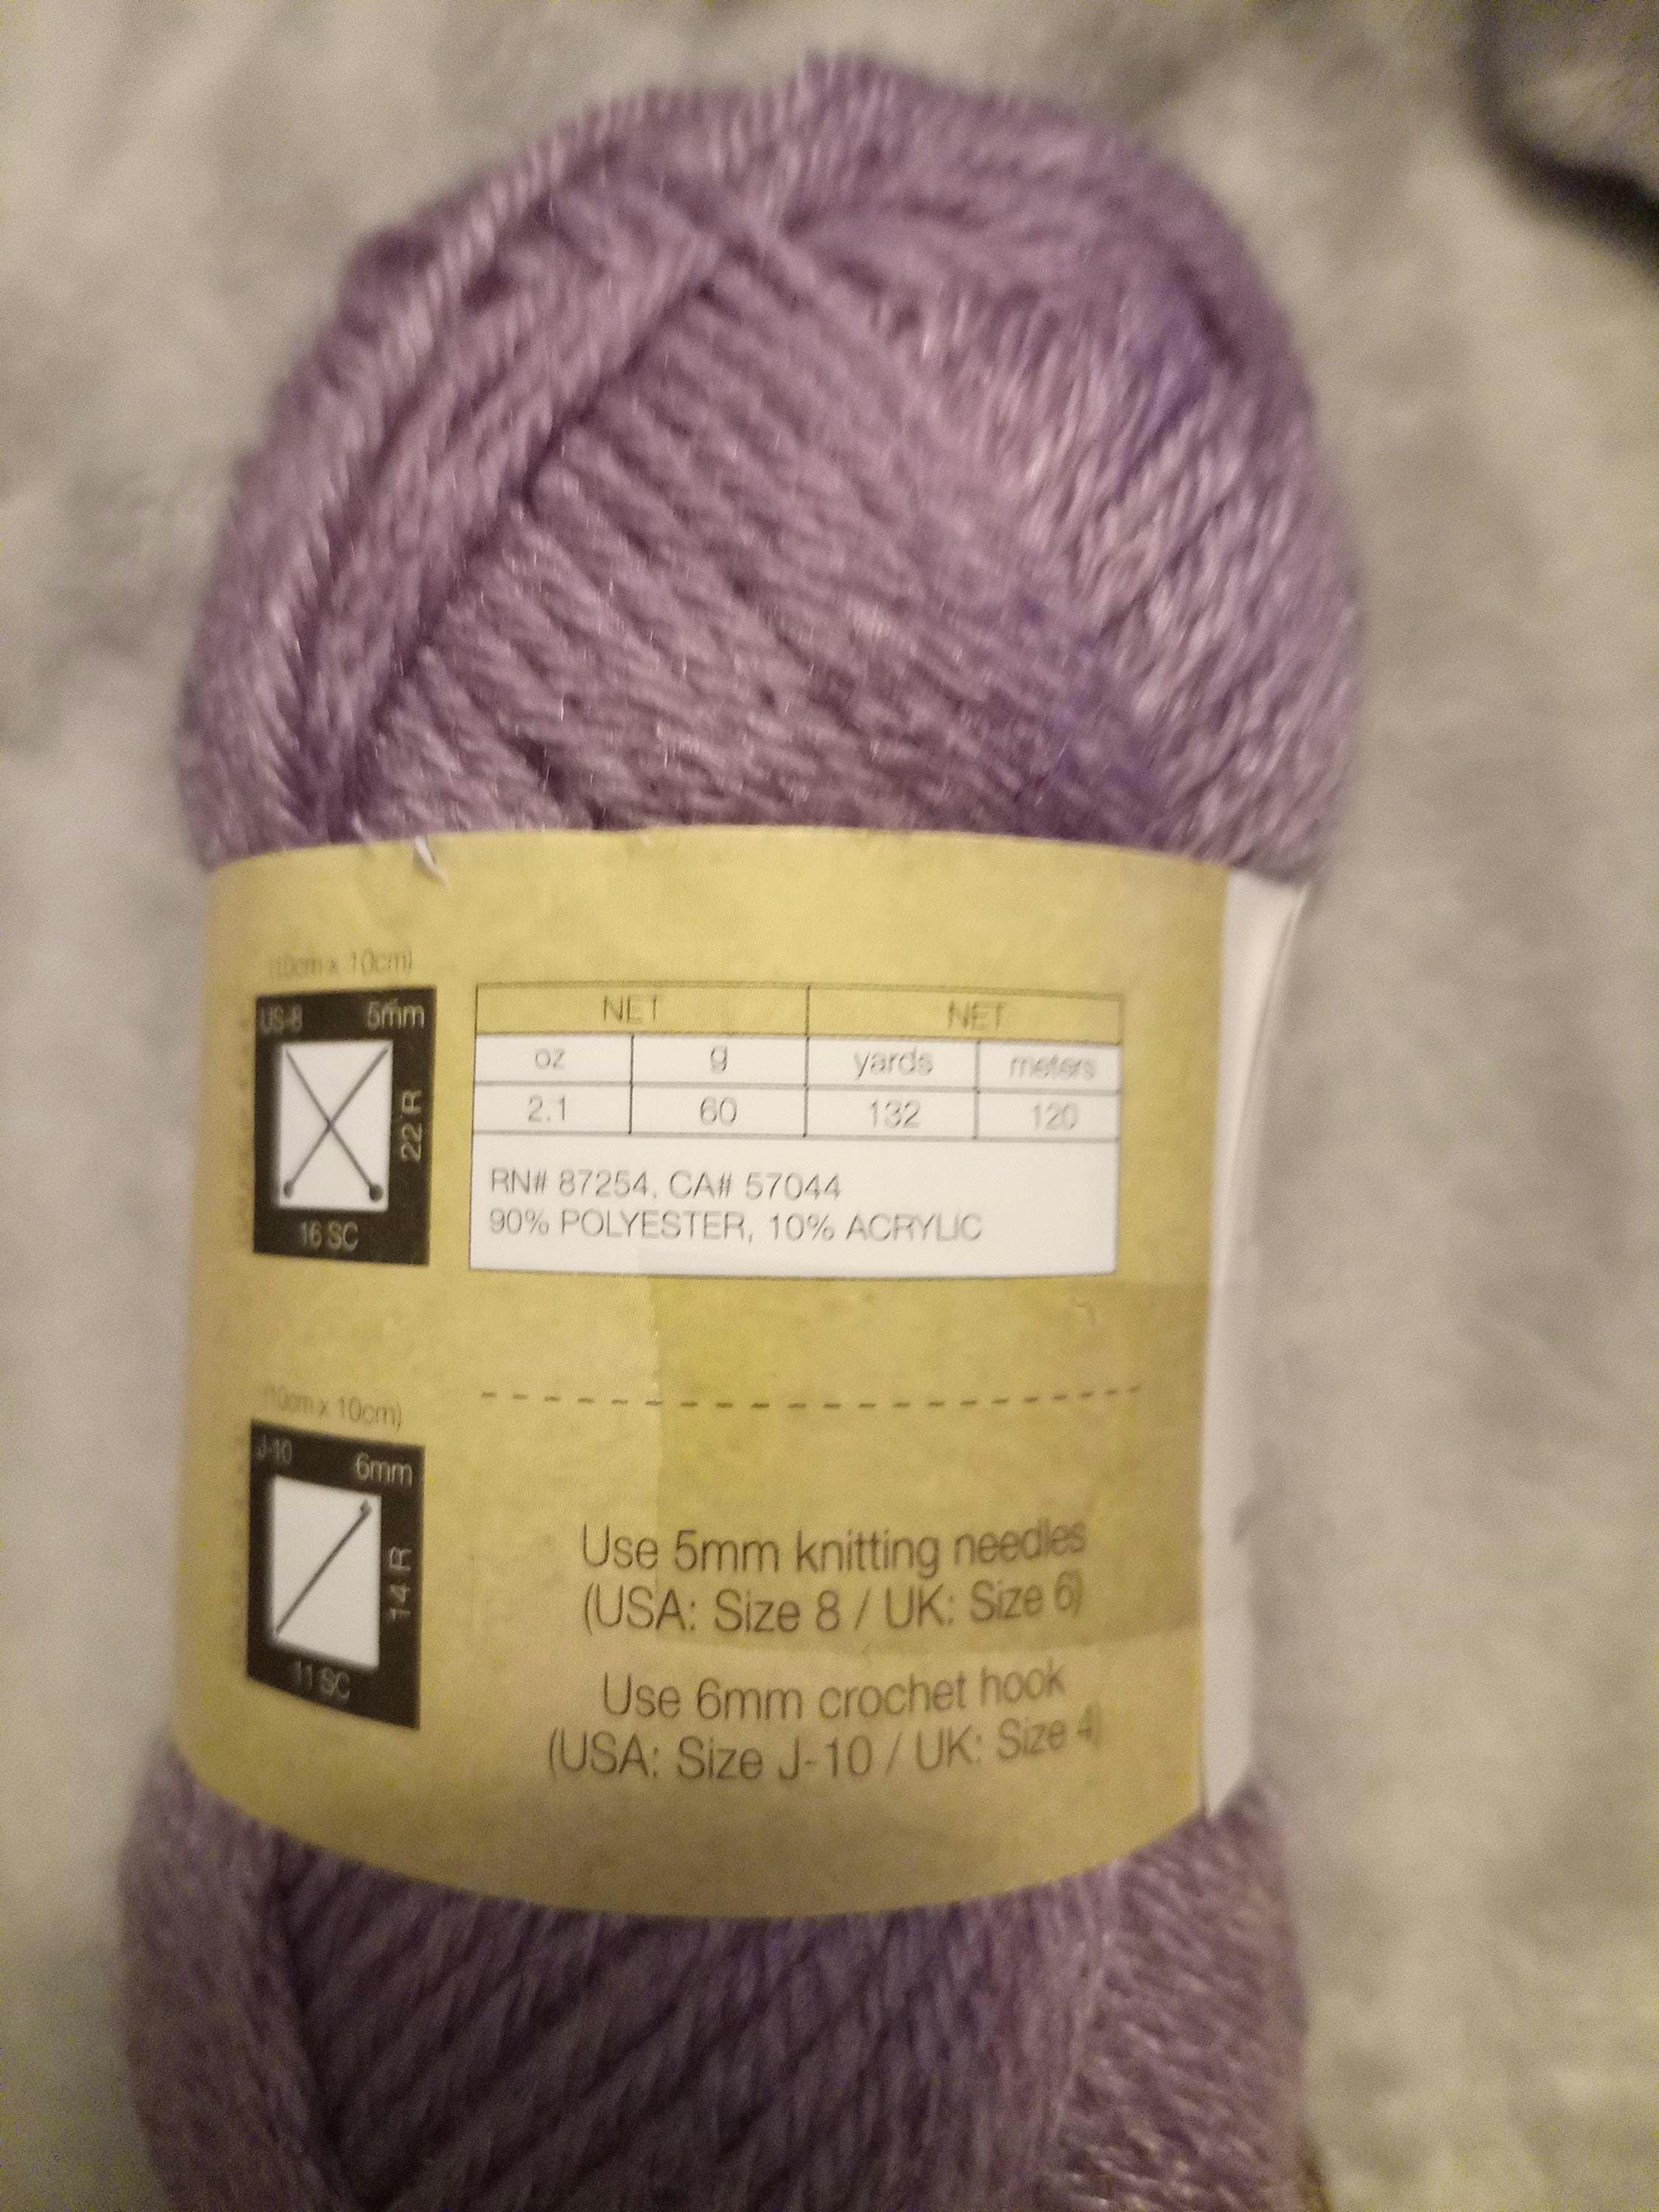 (10cm x 10cm)
US-8 5mm
22 R
16 SC
NET NET
oz g yards meters
2.1 60 132 120
RN# 87254, CA# 57044
90% POLYESTER, 10% ACRYLIC
(10cm x 10cm)
J-10 6mm
14 R
11 SC
Use 5mm knitting needles
(USA: Size 8 / UK: Size 6)
Use 6mm crochet hook
(USA: Size J-10 / UK: Size 4)